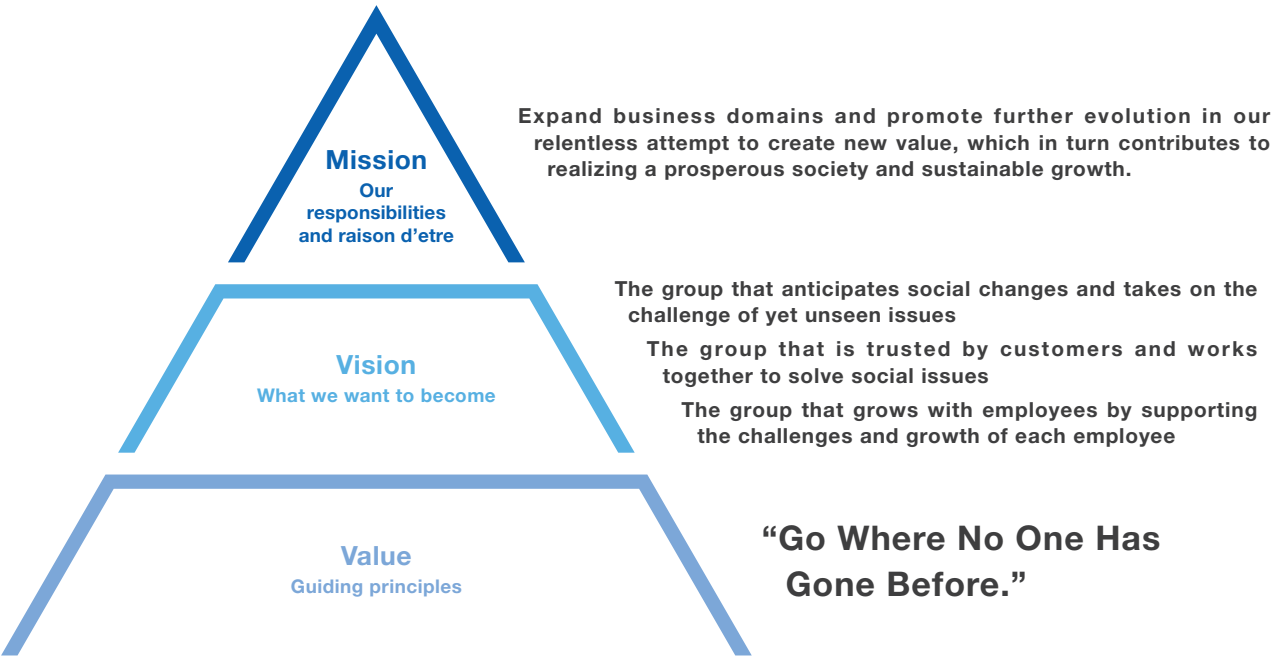 Mission
Our
responsibilities
and raison d’etre
Expand business domains and promote further evolution in our
relentless attempt to create new value, which in turn contributes to
realizing a prosperous society and sustainable growth.
Vision
What we want to become
The group that anticipates social changes and takes on the
challenge of yet unseen issues
The group that is trusted by customers and works
together to solve social issues
The group that grows with employees by supporting
the challenges and growth of each employee
Value
Guiding principles
“Go Where No One Has
Gone Before.”